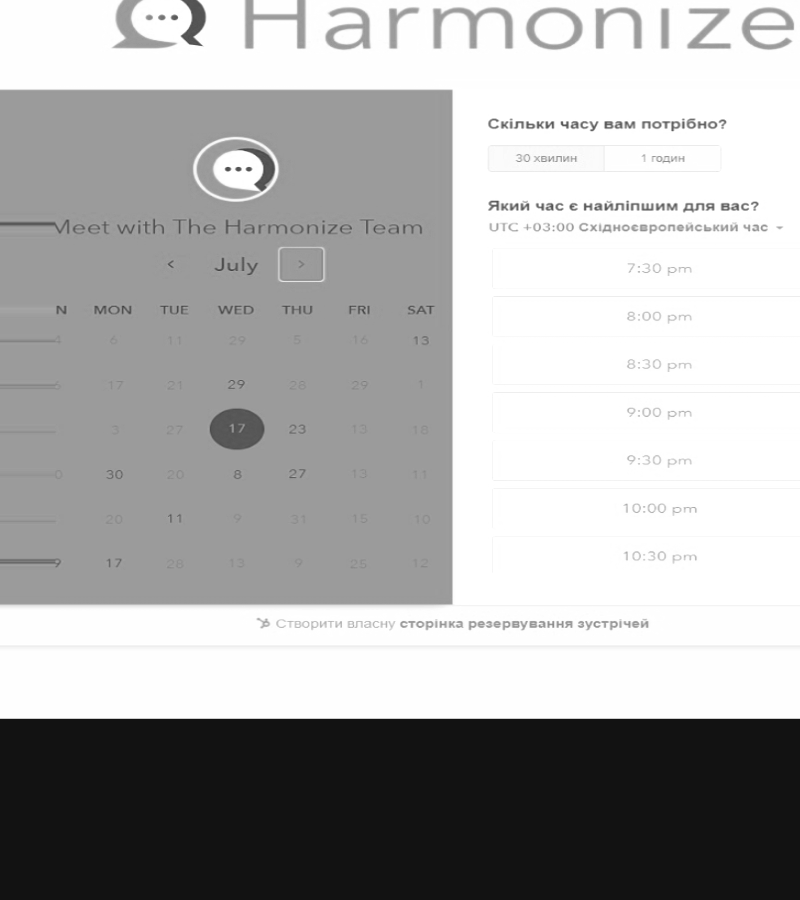 Harmonize
Meet with The Harmonize Team
July
N MON TUE WED THU FRI SAT
6 11 29 5 16 13
17 21 29 28 29 1
3 27 17 23 13 18
0 30 20 8 27 13 11
20 11 9 31 15 10
9 17 28 13 9 25 12
Скільки часу вам потрібно?
30 хвилин 1 годин
Який час є найліпшим для вас?
UTC +03:00 Східноєвропейський час
7:30 pm
8:00 pm
8:30 pm
9:00 pm
9:30 pm
10:00 pm
10:30 pm
Створити власну сторінка резервування зустрічей